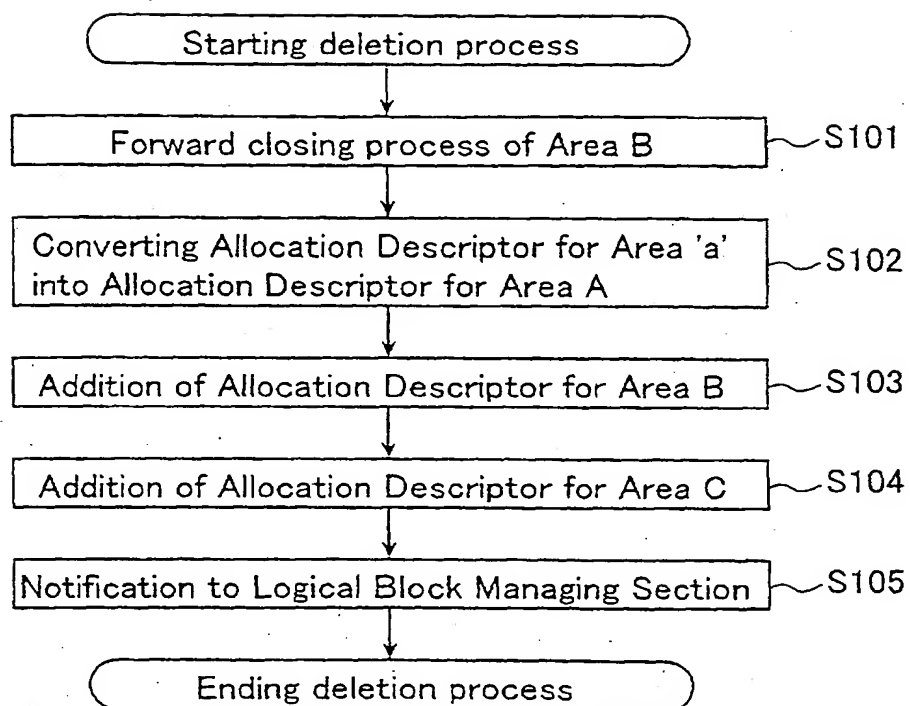 Starting deletion process
Forward closing process of Area B
S101
Converting Allocation Descriptor for Area 'a'
into Allocation Descriptor for Area A
S102
Addition of Allocation Descriptor for Area B
S103
Addition of Allocation Descriptor for Area C
S104
Notification to Logical Block Managing Section
S105
Ending deletion process